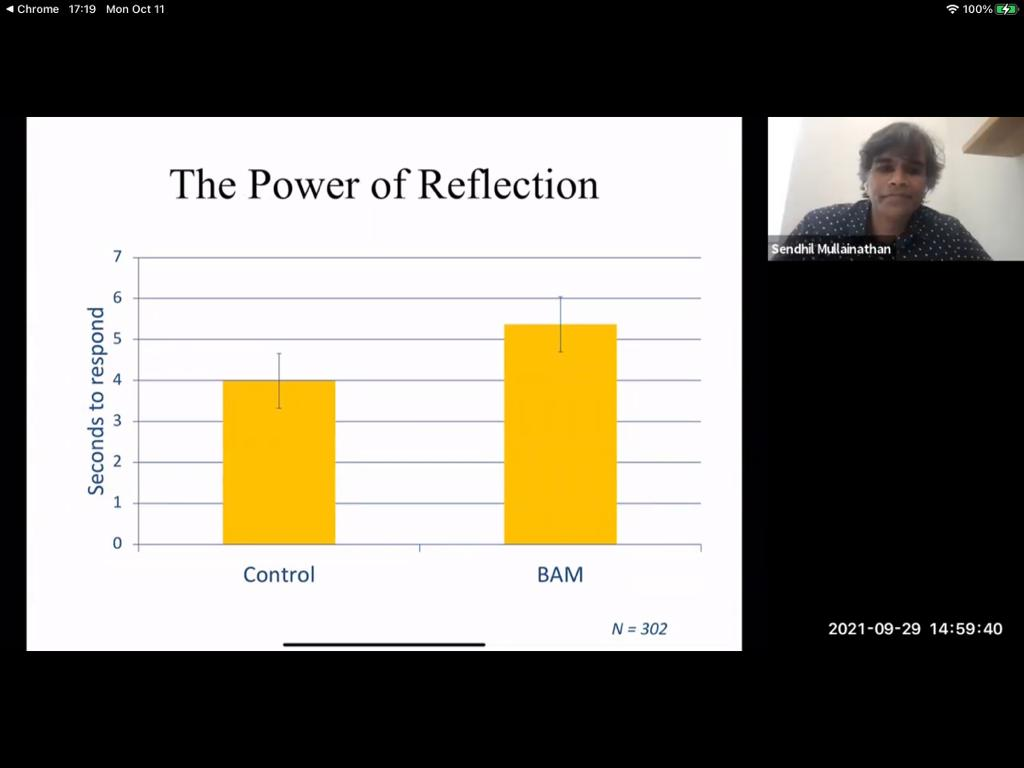 Chrome 17:19 Mon Oct 11
100%
The Power of Reflection
Seconds to respond
7
6
5
4
3
2
1
0
Control
BAM
N = 302
Sendhil Mullainathan
2021-09-29 14:59:40